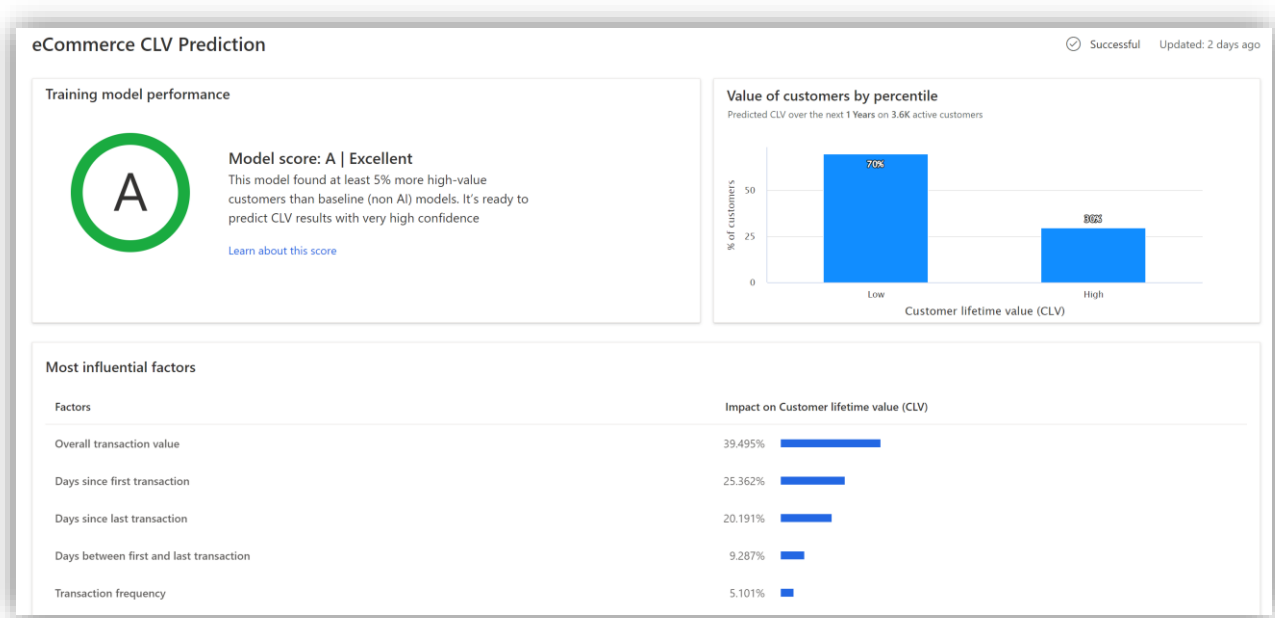 eCommerce CLV Prediction
Successful Updated: 2 days ago
Training model performance
A
Model score: A | Excellent
This model found at least 5% more high-value
customers than baseline (non AI) models. It's ready to
predict CLV results with very high confidence
Learn about this score
Value of customers by percentile
Predicted CLV over the next 1 Years on 3.6K active customers
% of customers
50
25
0
70%
30%
Low High
Customer lifetime value (CLV)
Most influential factors
Factors Impact on Customer lifetime value (CLV)
Overall transaction value 39.495%
Days since first transaction 25.362%
Days since last transaction 20.191%
Days between first and last transaction 9.287%
Transaction frequency 5.101%